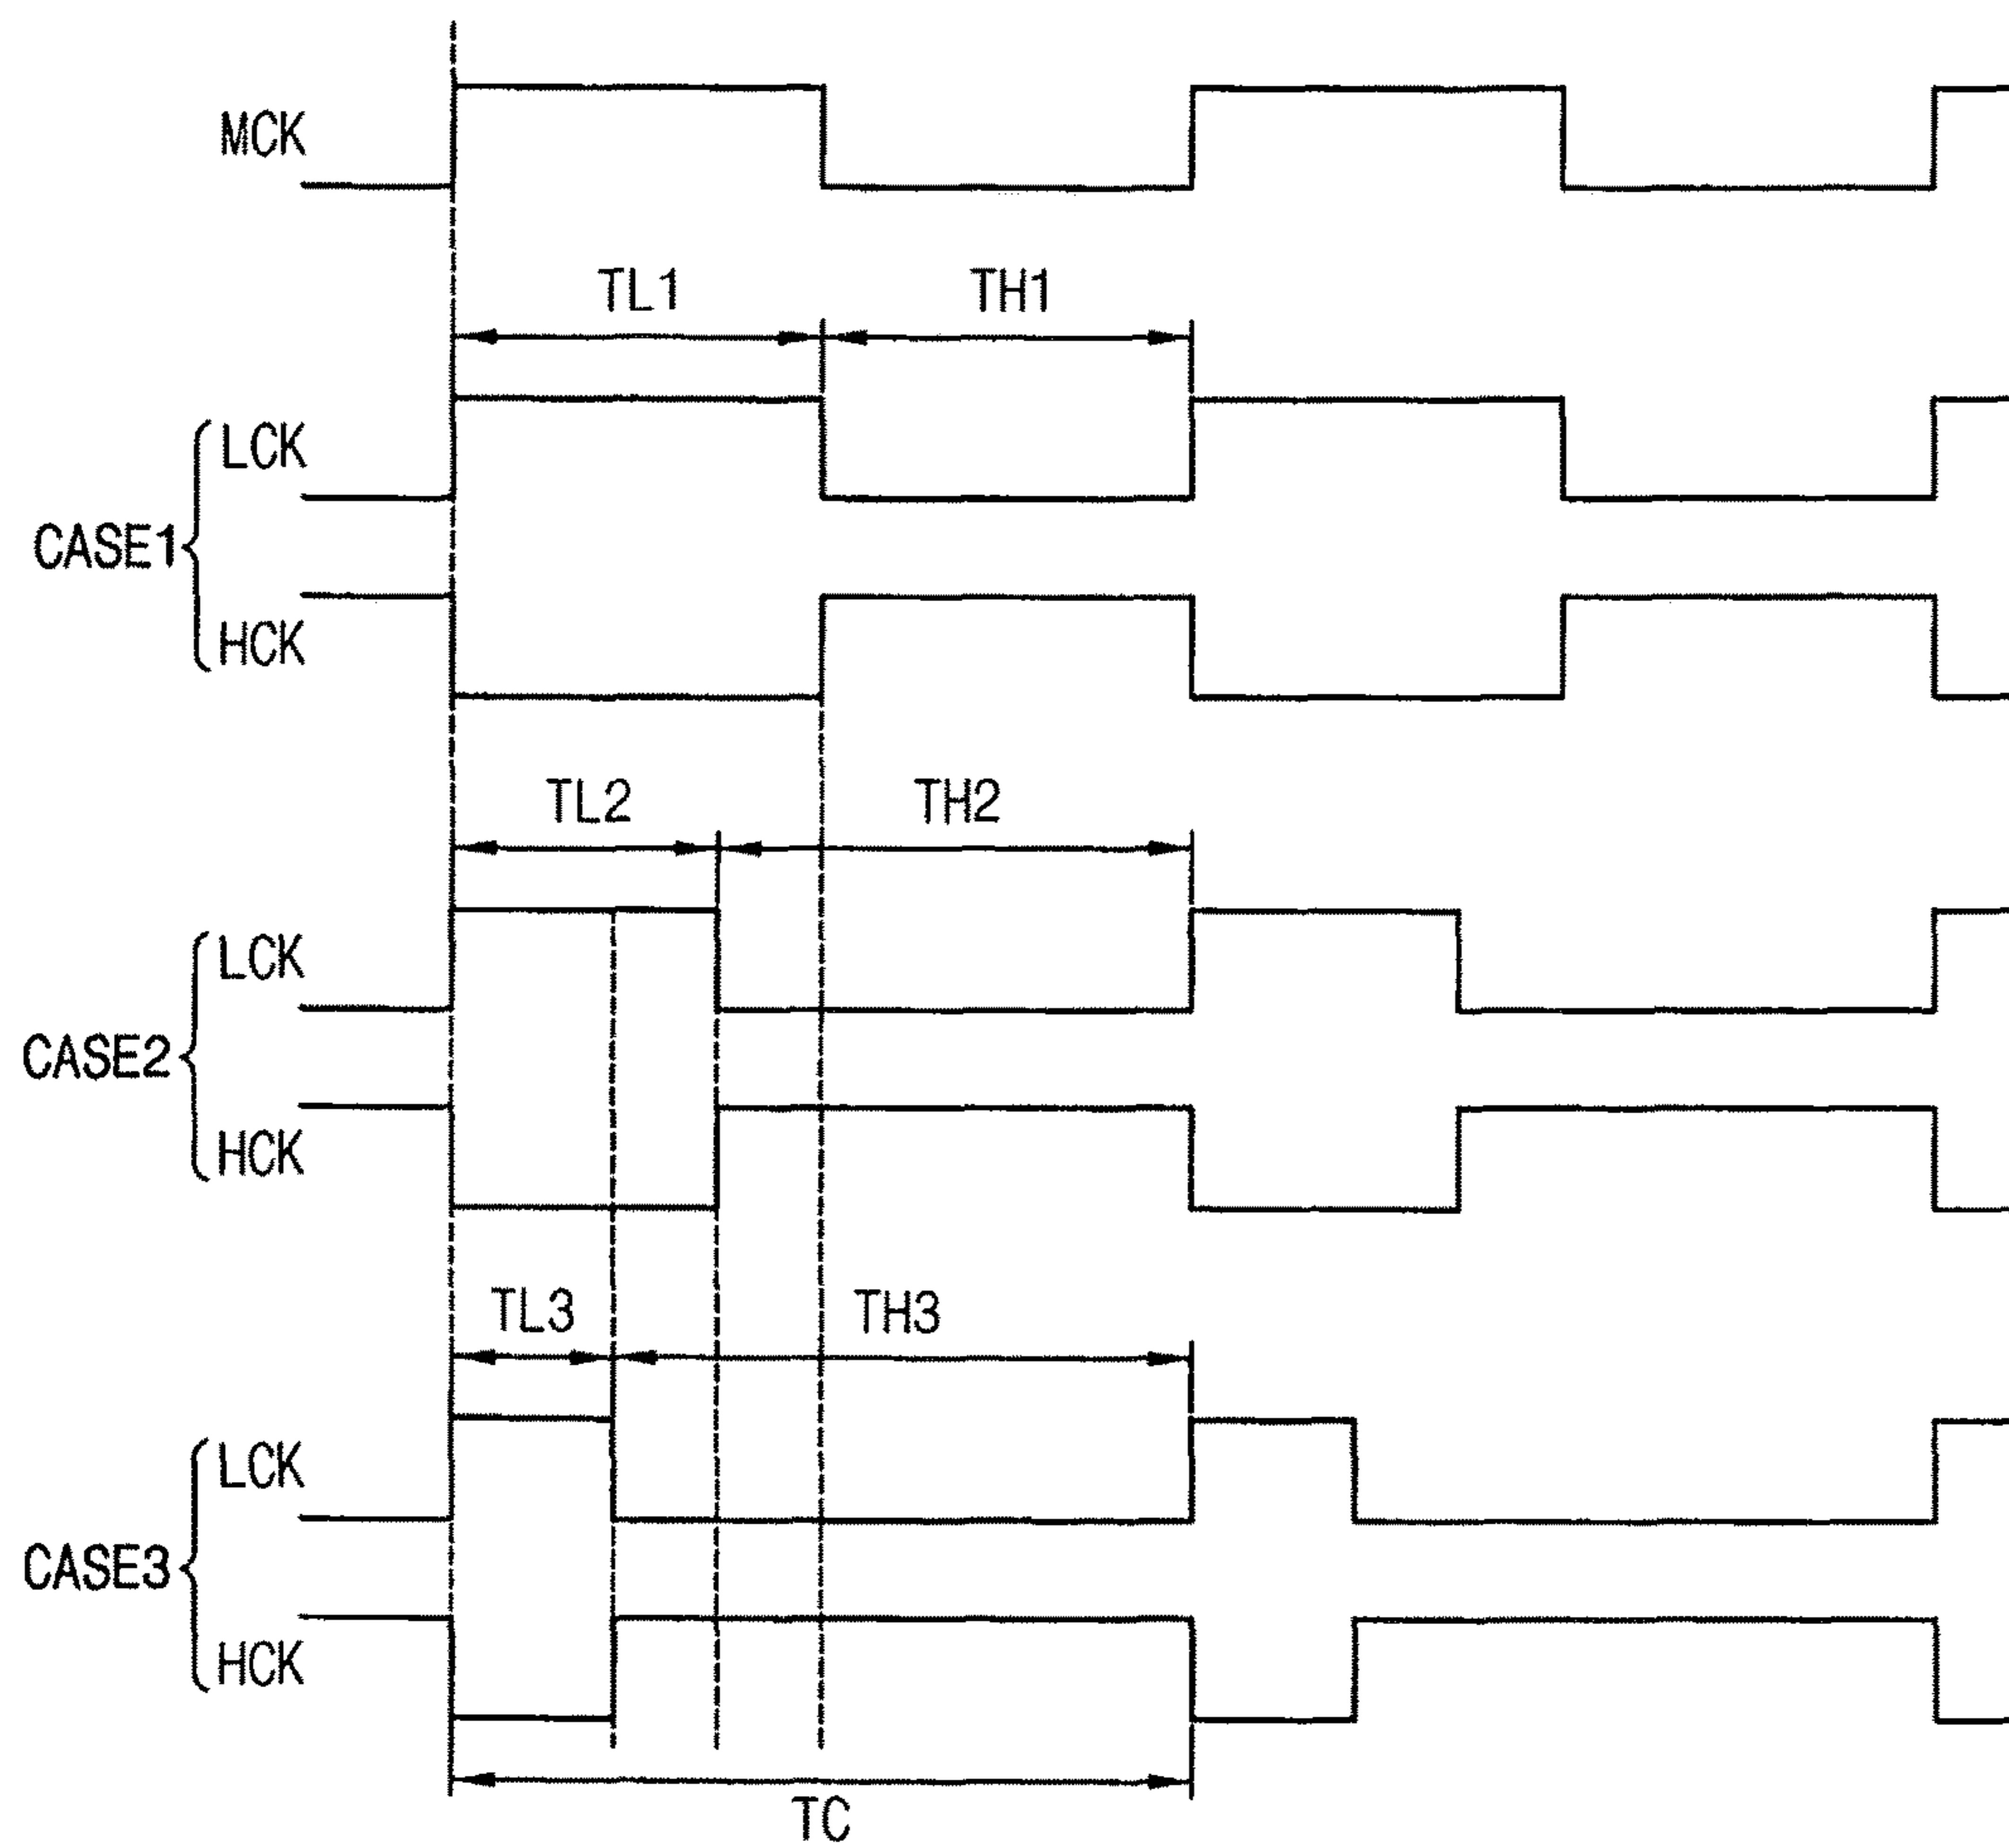 MCK
TL1 TH1
LCK
CASE1
HCK
TL2 TH2
LCK
CASE2
HCK
TL3 TH3
LCK
CASE3
HCK
TC